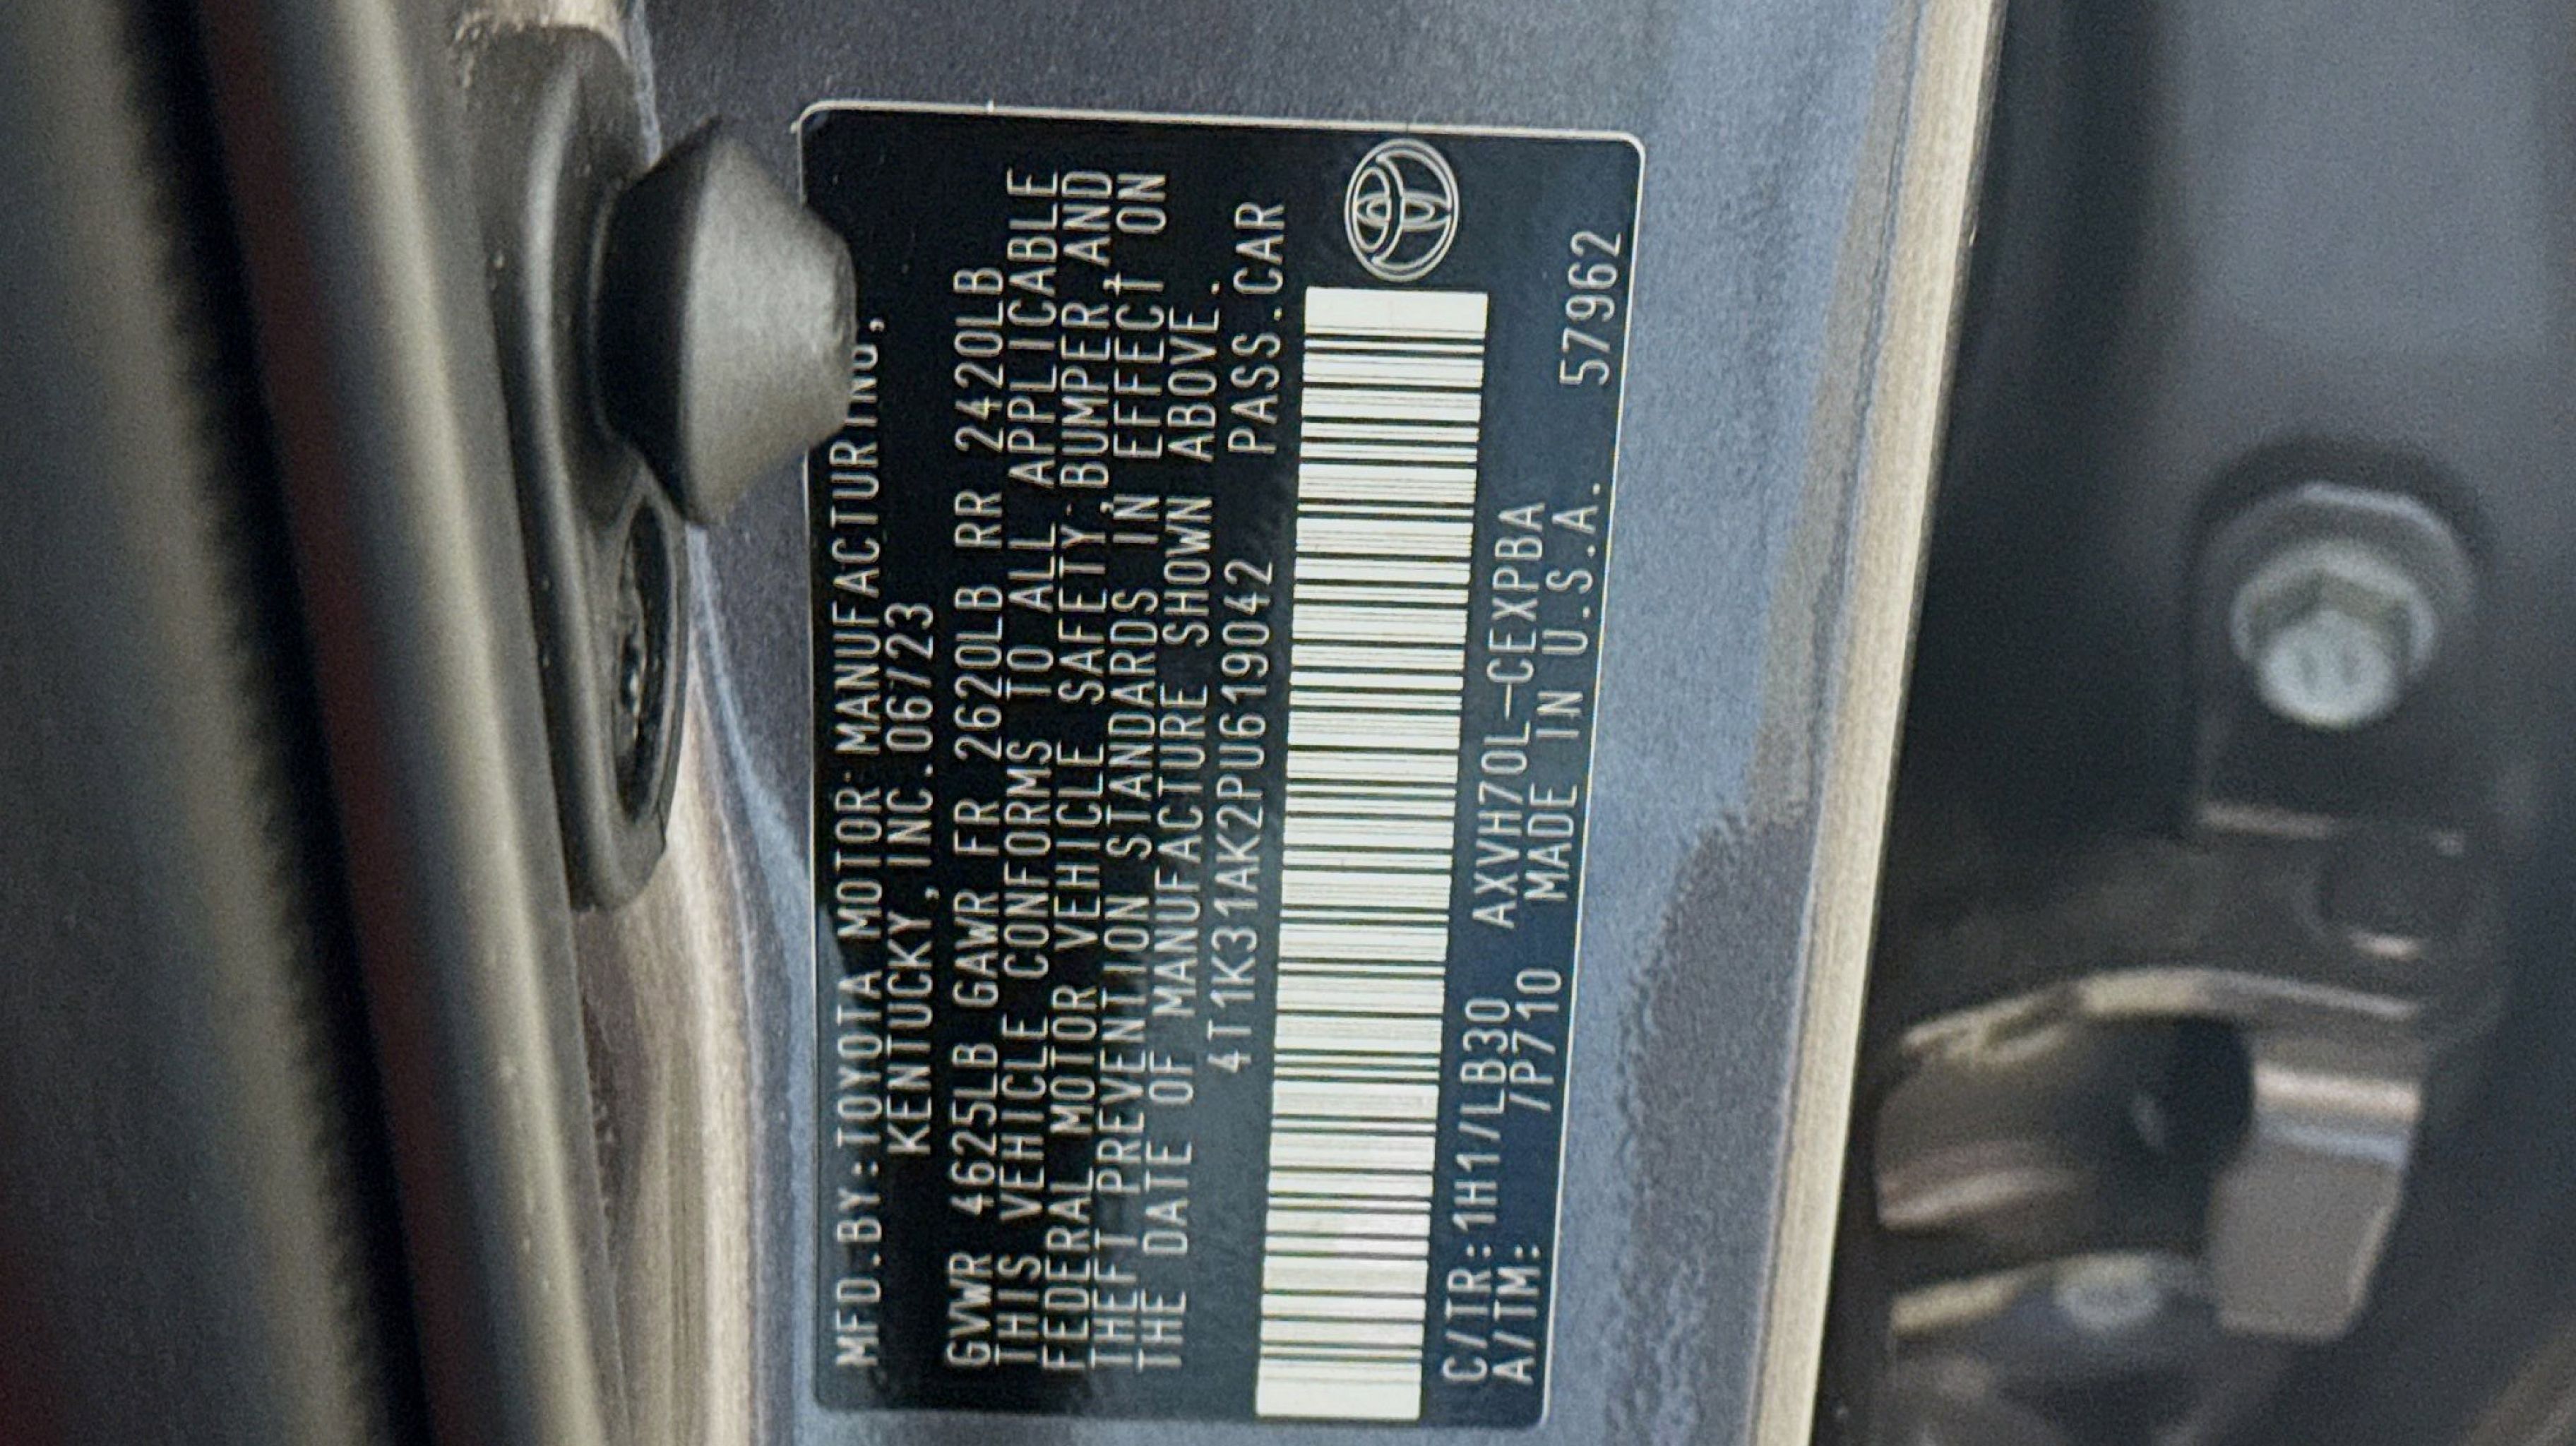 MFD.BY:TOYOTA MOTOR MANUFACTURING,
KENTUCKY,INC.06/23
GVWR 4625LB GAWR FR 2620LB RR 2420LB
THIS VEHICLE CONFORMS TO ALL APPLICABLE
FEDERAL MOTOR VEHICLE SAFETY,BUMPER,AND
THEFT PREVENTION STANDARDS IN EFFECT ON
THE DATE OF MANUFACTURE SHOWN ABOVE.
4T1K31AK2PU619042 PASS.CAR
C/TR:1H1/LB30 AXVH70L-CEXPBA
A/TM: /P710 MADE IN U.S.A. 57962